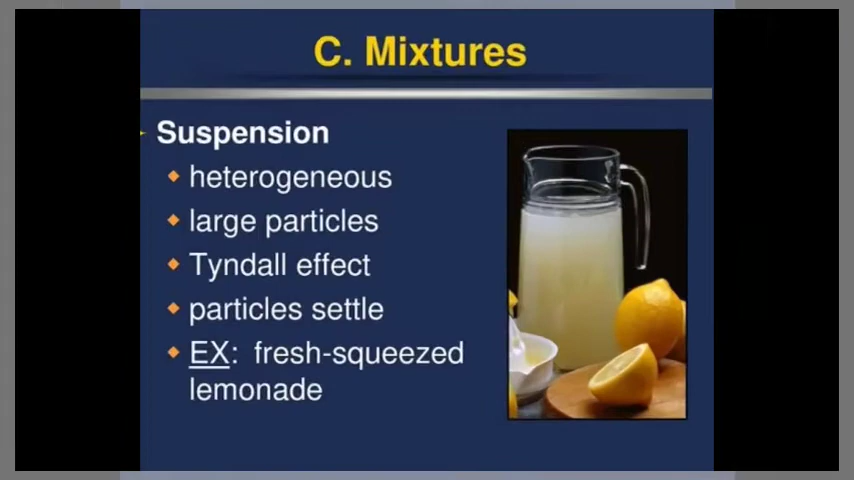 C. Mixtures
Suspension
heterogeneous
large particles
Tyndall effect
particles settle
EX: fresh-squeezed
lemonade